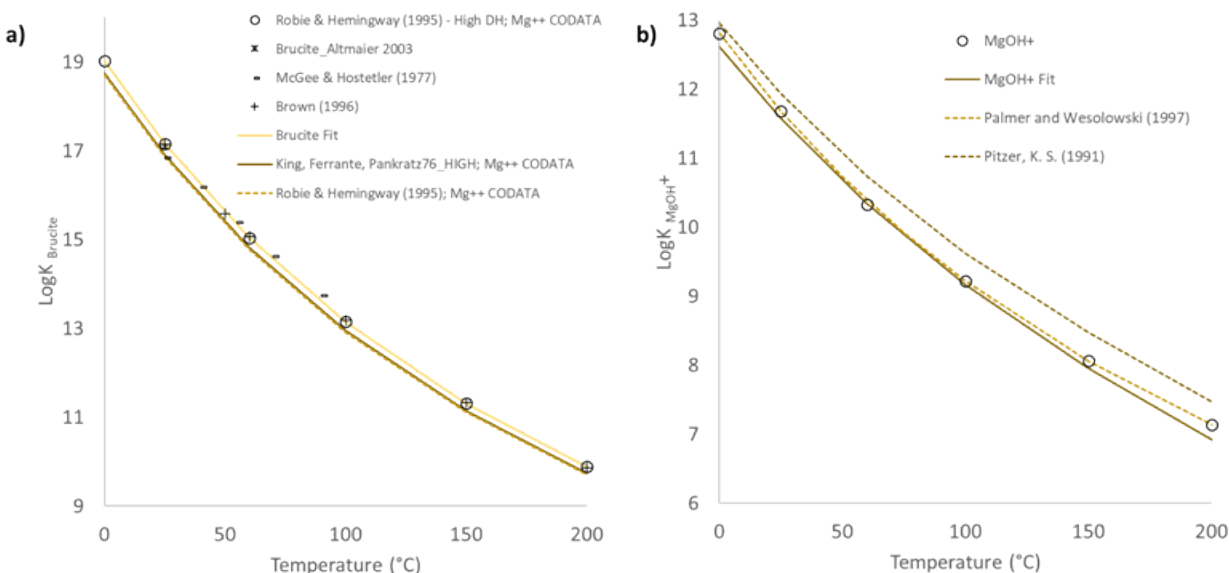 a)
Robie & Hemingway (1995) - High DH; Mg++ CODATA
Brucite_Altmaier 2003
McGee & Hostetler (1977)
Brown (1996)
Brucite Fit
King, Ferrante, Pankratz76_HIGH; Mg++ CODATA
Robie & Hemingway (1995); Mg++ CODATA
19
17
15
13
11
9
LogK Brucite
0
50
100
150
200
Temperature (°C)
b)
MgOH+
MgOH+ Fit
Palmer and Wesolowski (1997)
Pitzer, K. S. (1991)
13
12
11
10
9
8
7
6
LogK MgOH+
0
50
100
150
200
Temperature (°C)